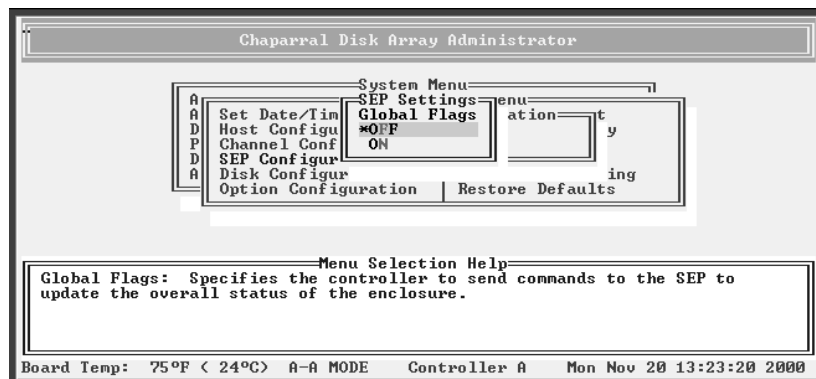 Chaparral Disk Array Administrator
System Menu
A SEP Settings enu
A Set Date/Tim Global Flags ation t
D Host Configu *OFF y
P Channel Conf ON
D SEP Configur
A Disk Configur ing
Option Configuration | Restore Defaults
Menu Selection Help
Global Flags: Specifies the controller to send commands to the SEP to
update the overall status of the enclosure.
Board Temp: 75°F ( 24°C) A-A MODE Controller A Mon Nov 20 13:23:20 2000